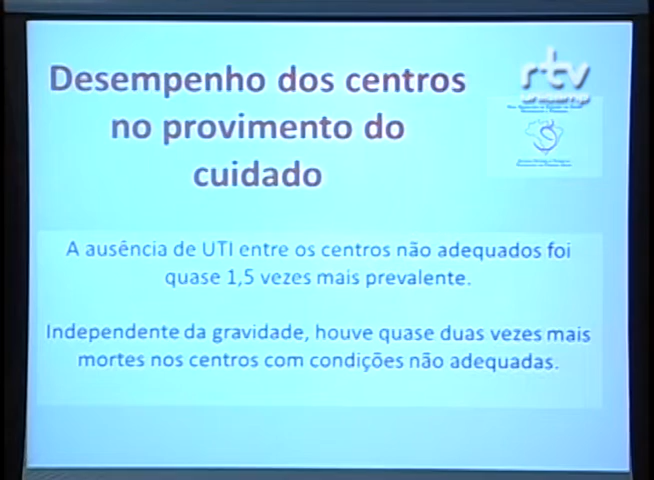 Desempenho dos centros
no provimento do
cuidado
rtv
unicamp
A ausência de UTI entre os centros não adequados foi
quase 1,5 vezes mais prevalente.
Independente da gravidade, houve quase duas vezes mais
mortes nos centros com condições não adequadas.